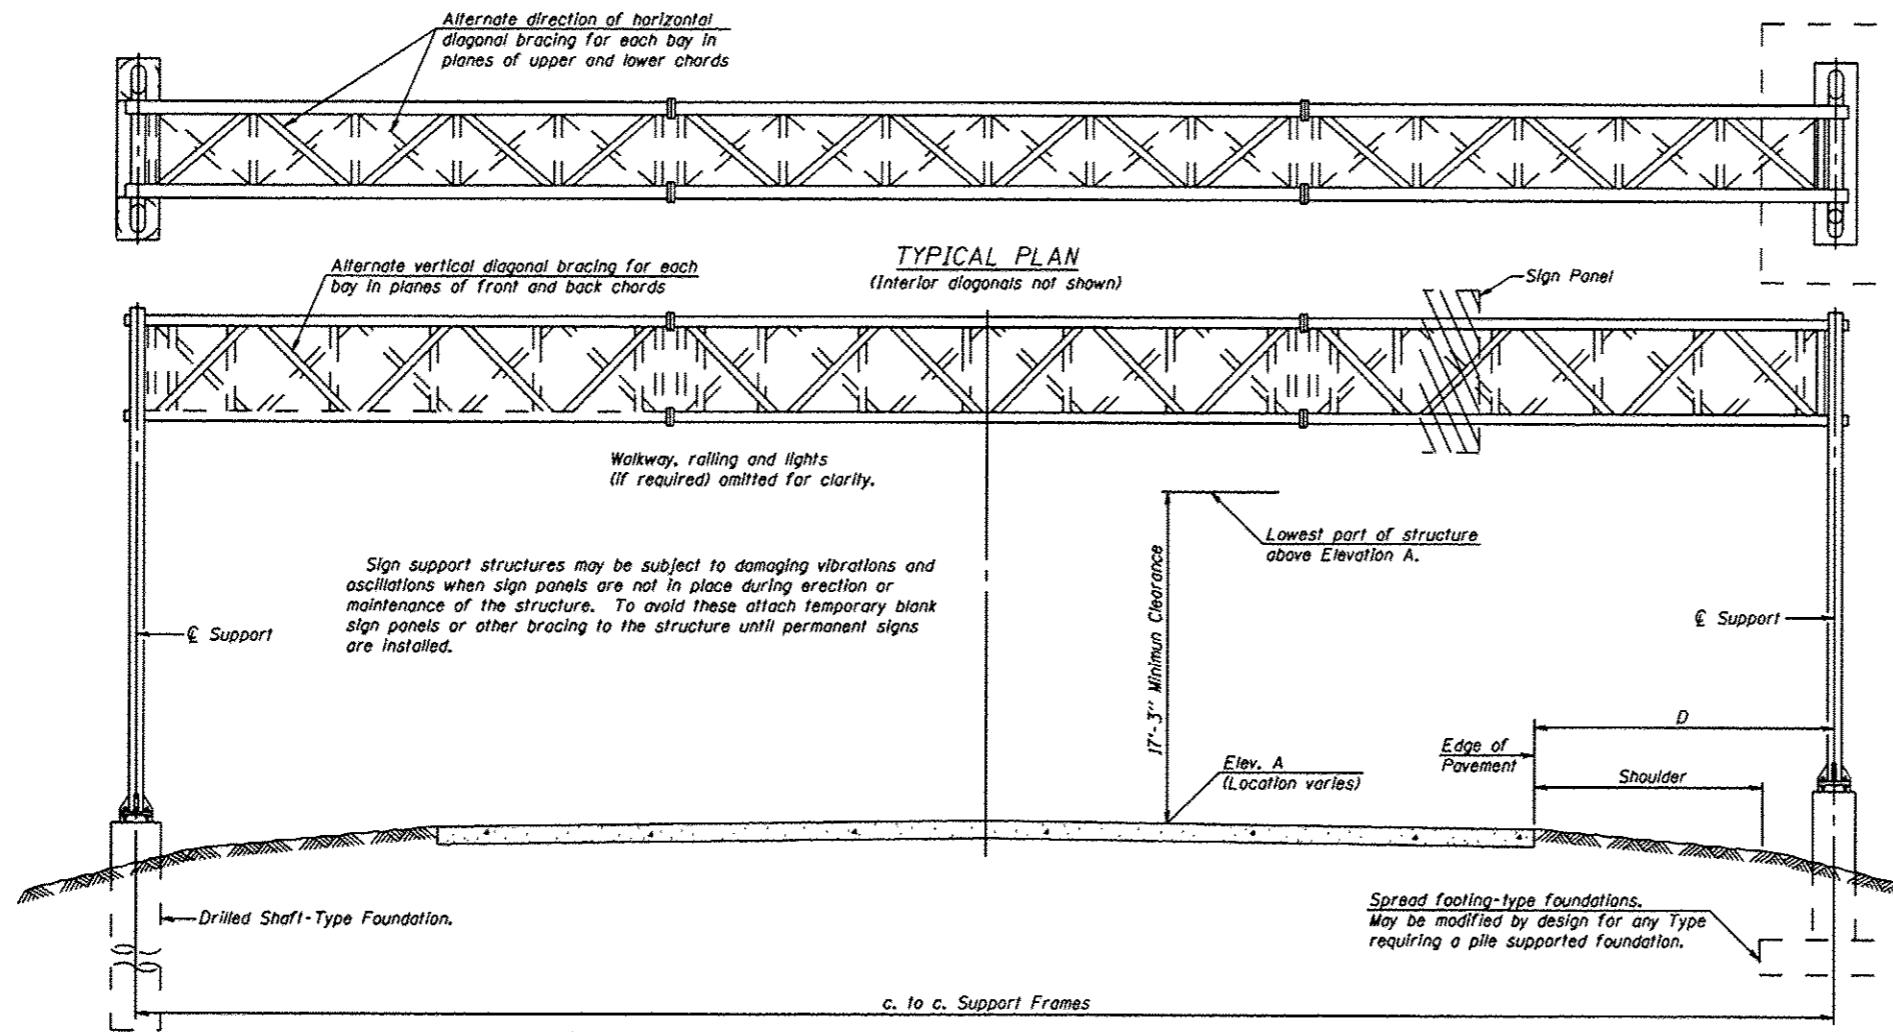 Alternate direction of horizontal
diagonal bracing for each bay in
planes of upper and lower chords
TYPICAL PLAN
(Interior diagonals not shown)
Alternate vertical diagonal bracing for each
bay in planes of front and back chords
Sign Panel
Walkway, railing and lights
(if required) omitted for clarity.
Lowest part of structure
above Elevation A.
17'-3" Minimun Clearance
Sign support structures may be subject to damaging vibrations and
oscillations when sign panels are not in place during erection or
maintenance of the structure. To avoid these attach temporary blank
sign panels or other bracing to the structure until permanent signs
are installed.
℄ Support
℄ Support
D
Edge of
Pavement
Shoulder
Elev. A
(Location varies)
Drilled Shaft-Type Foundation.
Spread footing-type foundations.
May be modified by design for any Type
requiring a pile supported foundation.
c. to c. Support Frames